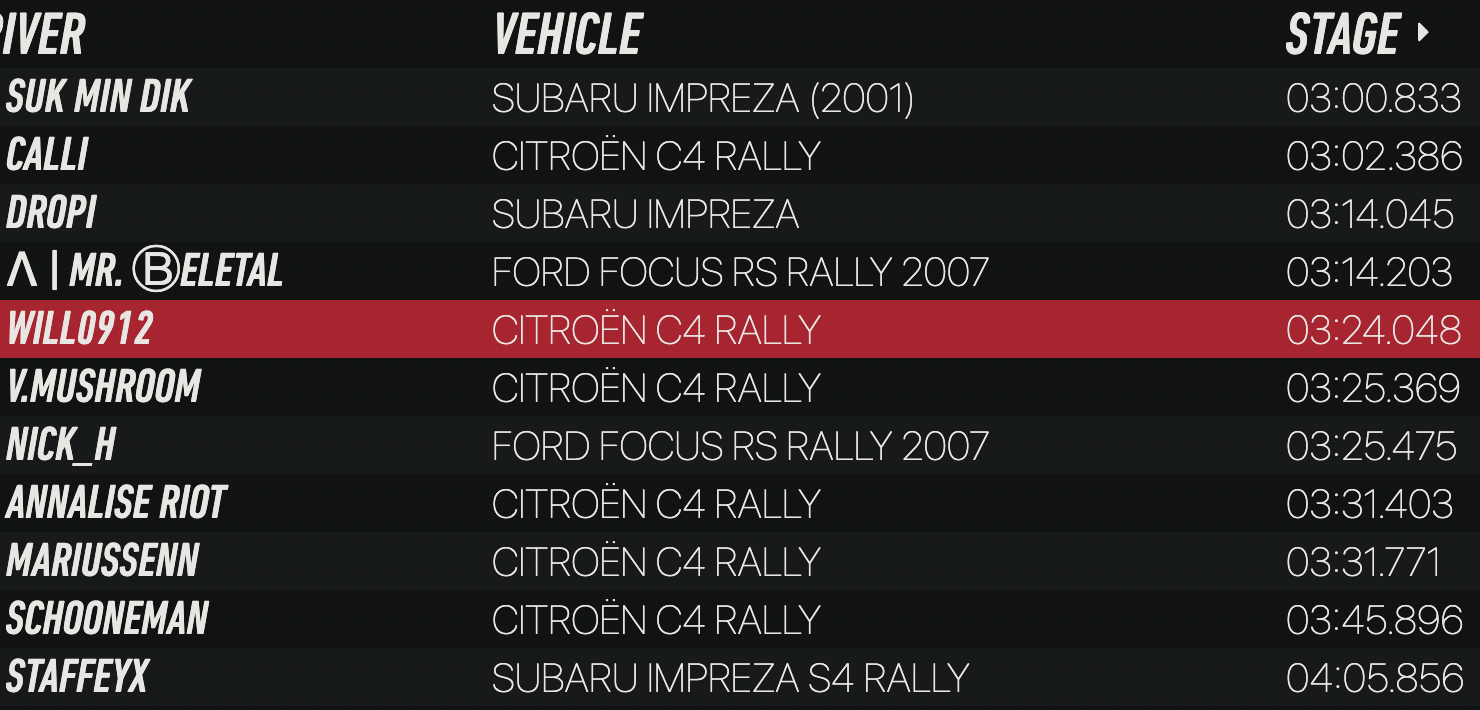 RIVER VEHICLE STAGE
SUK MIN DIK SUBARU IMPREZA (2001) 03:00.833
CALLI CITROËN C4 RALLY 03:02.386
DROPI SUBARU IMPREZA 03:14.045
Λ | MR. ⒷELETAL FORD FOCUS RS RALLY 2007 03:14.203
WILL0912 CITROËN C4 RALLY 03:24.048
V.MUSHROOM CITROËN C4 RALLY 03:25.369
NICK_H FORD FOCUS RS RALLY 2007 03:25.475
ANNALISE RIOT CITROËN C4 RALLY 03:31.403
MARIUSSENN CITROËN C4 RALLY 03:31.771
SCHOONEMAN CITROËN C4 RALLY 03:45.896
STAFFEYX SUBARU IMPREZA S4 RALLY 04:05.856